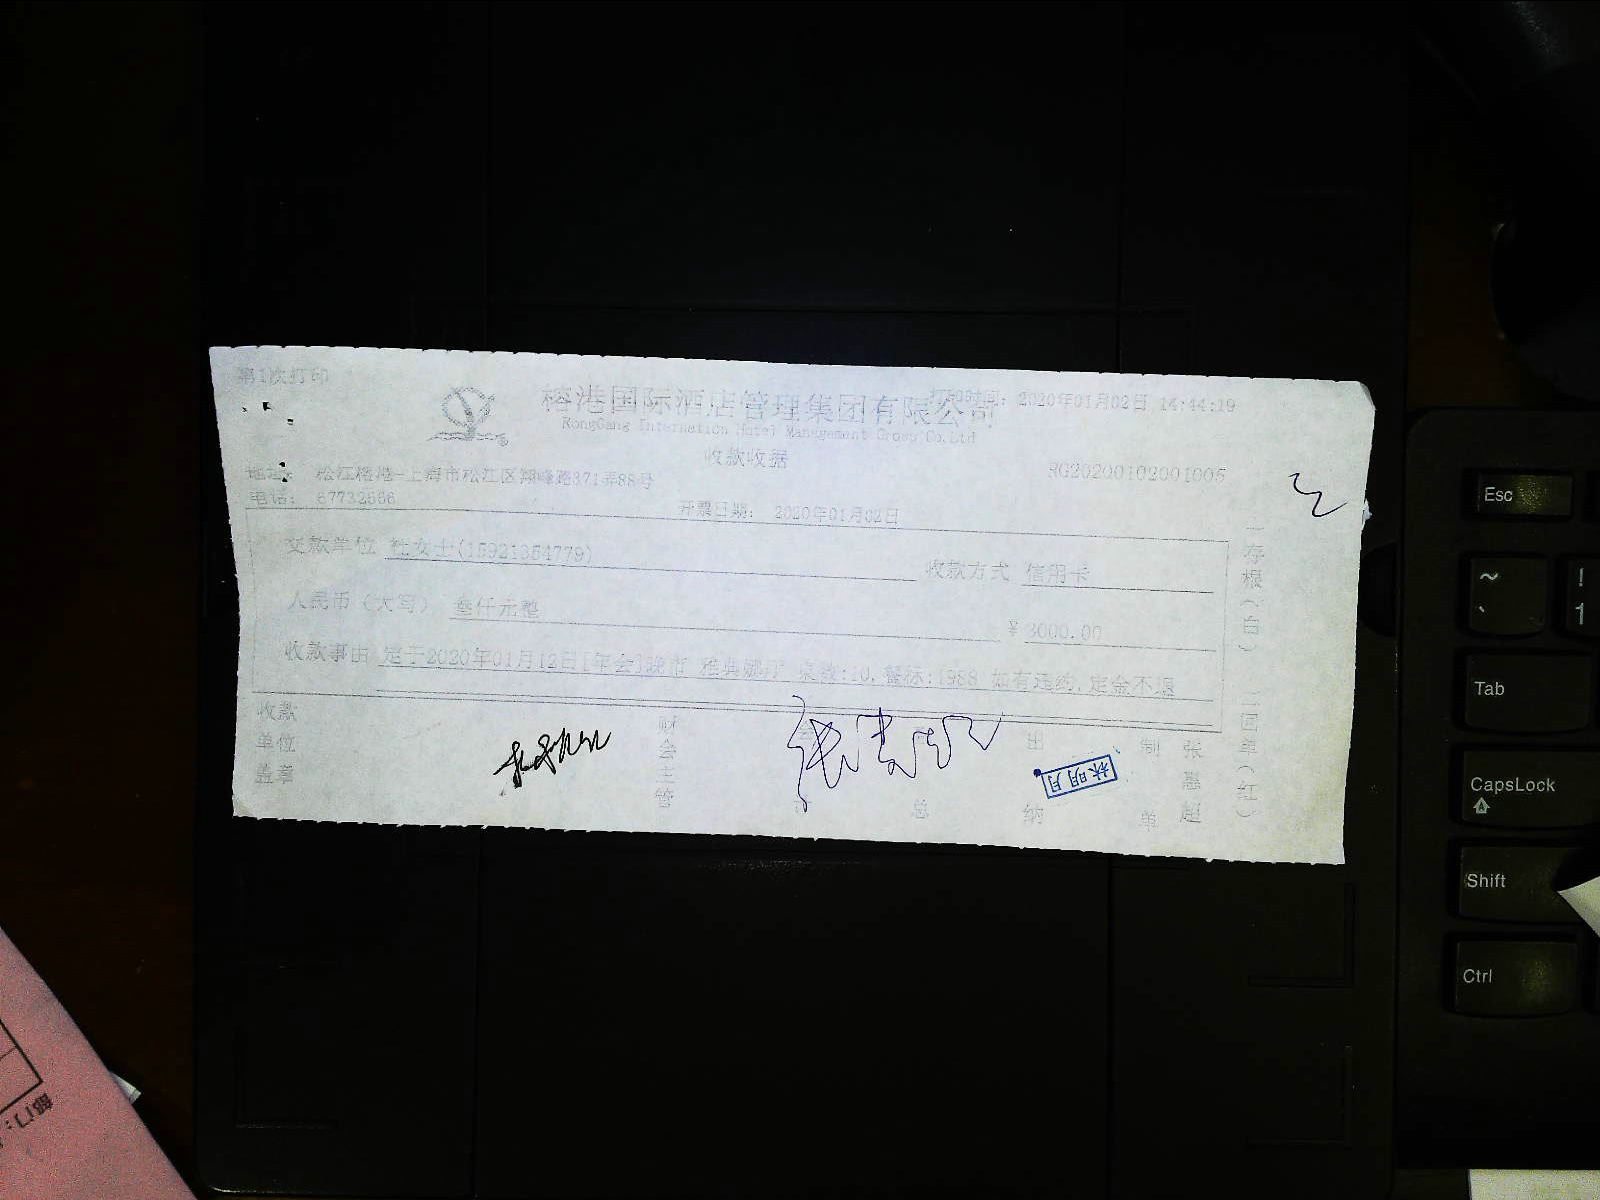 第1次打印
榕港国际酒店管理集团有限公司
打印时间：2020年01月02日 14:44:19
RongGang Internation Hotel Management Group Co.Ltd
收款收据
地址： 松江榕港-上海市松江区翔峰路371弄88号
RG20200102001005
电话： 67732666
开票日期： 2020年01月02日
交款单位 杜女士(15921354779)
收款方式 信用卡
人民币（大写） 叁仟元整
￥ 3000.00
收款事由 定于2020年01月12日[年会]晚市 雅典娜厅 桌数:10,餐标:1988 如有违约,定金不退
一存根(白)
二回单(红)
收款单位盖章
财会主管
出纳
林明月
制单
张惠超
Esc
~
`
!
1
Tab
CapsLock
Shift
Ctrl
部门：